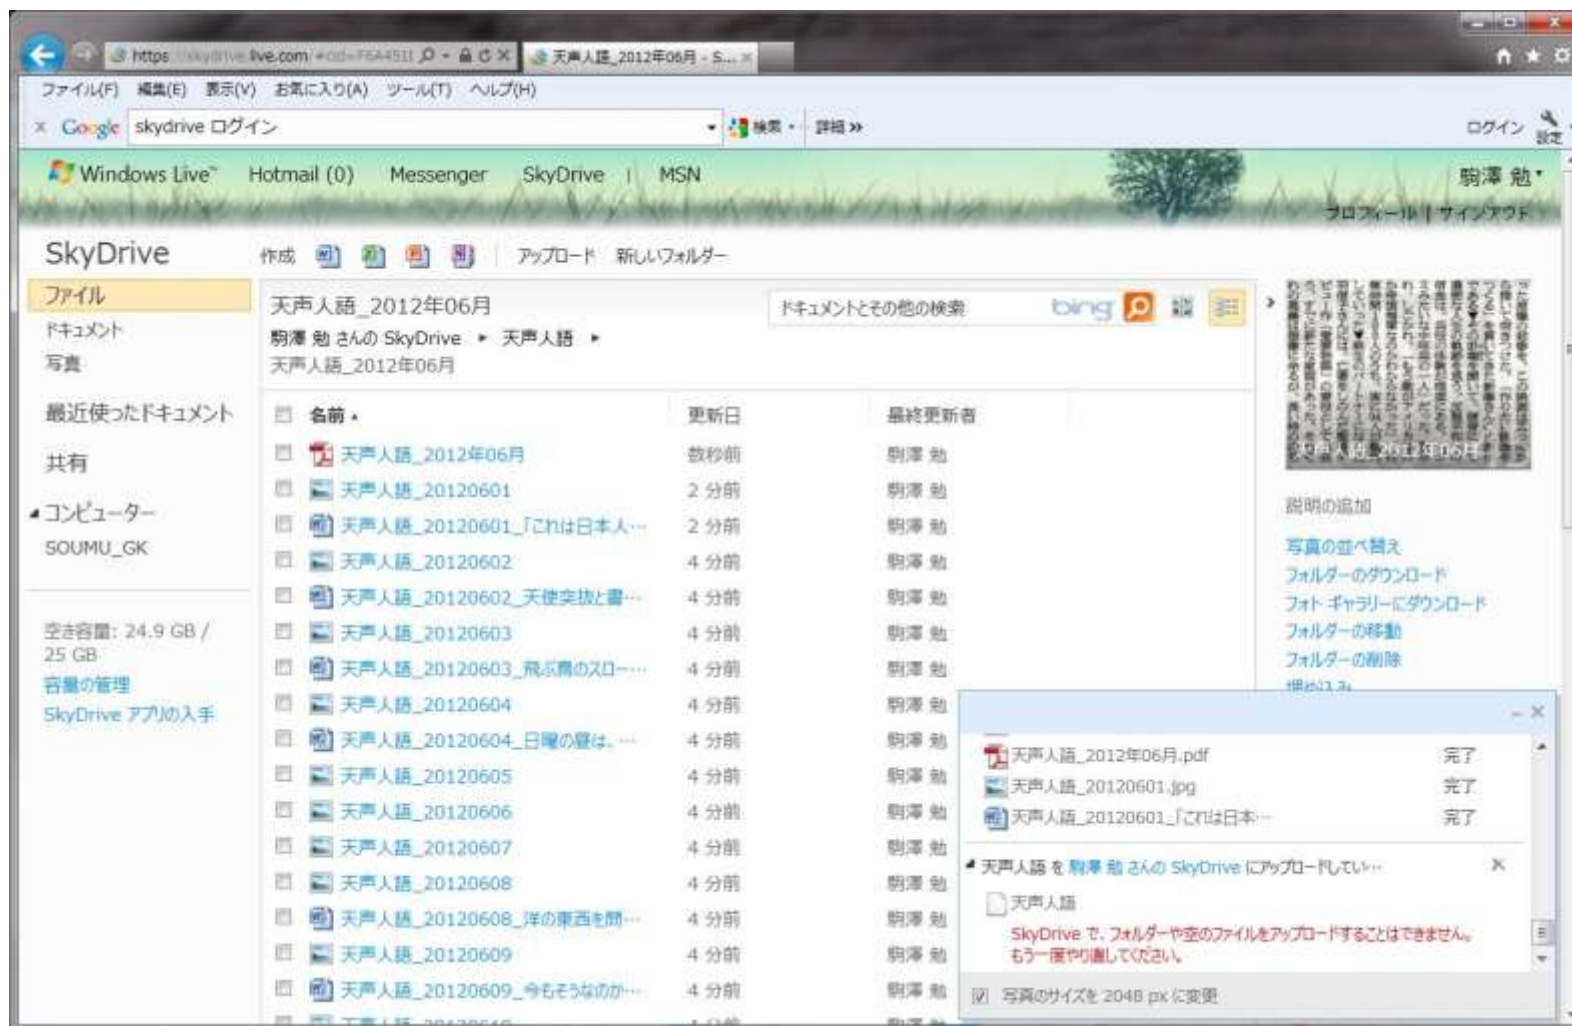 https skydrive.live.com
天声人語_2012年06月 - S...
ファイル(F) 編集(E) 表示(V) お気に入り(A) ツール(T) ヘルプ(H)
Google skydrive ログイン 検索 詳細 » ログイン 設定
Windows Live™ Hotmail (0) Messenger SkyDrive | MSN 駒澤 勉
プロフィール | サインアウト
SkyDrive 作成 アップロード 新しいフォルダー
ファイル
ドキュメント
写真
最近使ったドキュメント
共有
コンピューター
SOUMU_GK
空き容量: 24.9 GB /
25 GB
容量の管理
SkyDrive アプリの入手
天声人語_2012年06月 ドキュメントとその他の検索 bing
駒澤 勉 さんの SkyDrive ▸ 天声人語 ▸
天声人語_2012年06月
名前 更新日 最終更新者
天声人語_2012年06月 数秒前 駒澤 勉
天声人語_20120601 2 分前 駒澤 勉
天声人語_20120601_「これは日本人… 2 分前 駒澤 勉
天声人語_20120602 4 分前 駒澤 勉
天声人語_20120602_天使突抜と書… 4 分前 駒澤 勉
天声人語_20120603 4 分前 駒澤 勉
天声人語_20120603_飛ぶ鳥のスロー… 4 分前 駒澤 勉
天声人語_20120604 4 分前 駒澤 勉
天声人語_20120604_日曜の昼は、… 4 分前 駒澤 勉
天声人語_20120605 4 分前 駒澤 勉
天声人語_20120606 4 分前 駒澤 勉
天声人語_20120607 4 分前 駒澤 勉
天声人語_20120608 4 分前 駒澤 勉
天声人語_20120608_洋の東西を問… 4 分前 駒澤 勉
天声人語_20120609 4 分前 駒澤 勉
天声人語_20120609_今もそうなのか… 4 分前 駒澤 勉
天声人語_2012年06月
説明の追加
写真の並べ替え
フォルダーのダウンロード
フォト ギャラリーにダウンロード
フォルダーの移動
フォルダーの削除
埋め込み
天声人語_2012年06月.pdf 完了
天声人語_20120601.jpg 完了
天声人語_20120601_「これは日本… 完了
天声人語 を 駒澤 勉 さんの SkyDrive にアップロードしてい…
天声人語
SkyDrive で、フォルダーや空のファイルをアップロードすることはできません。
もう一度やり直してください。
写真のサイズを 2048 px に変更